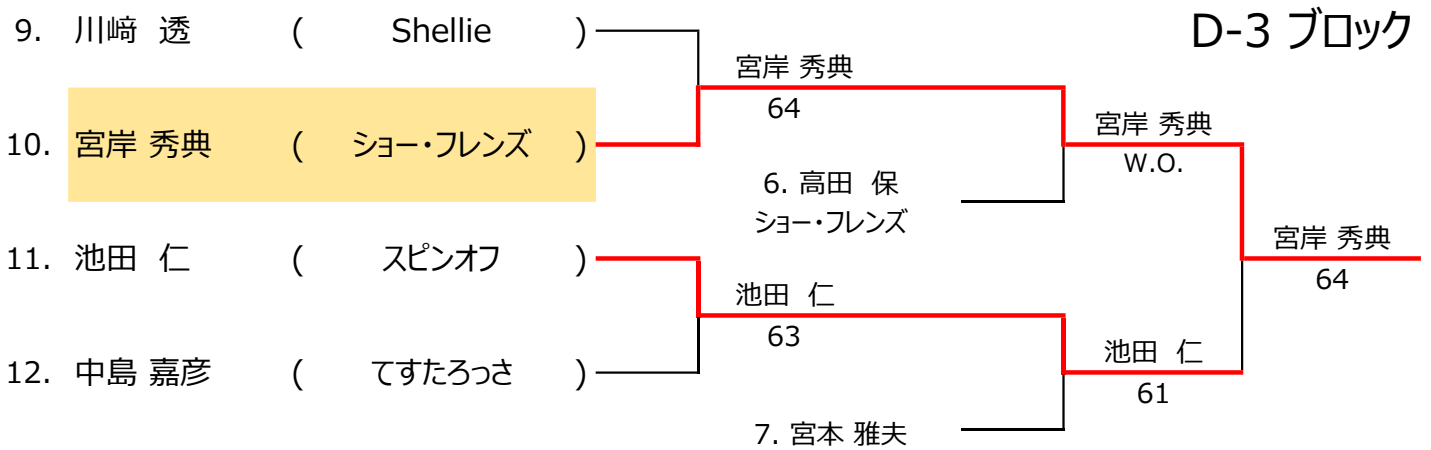 D-3 ブロック
9. 川﨑 透 ( Shellie )
宮岸 秀典
64
10. 宮岸 秀典 ( ショー・フレンズ )
宮岸 秀典
W.O.
6. 高田 保
ショー・フレンズ
宮岸 秀典
64
11. 池田 仁 ( スピンオフ )
池田 仁
63
12. 中島 嘉彦 ( てすたろっさ )
池田 仁
61
7. 宮本 雅夫